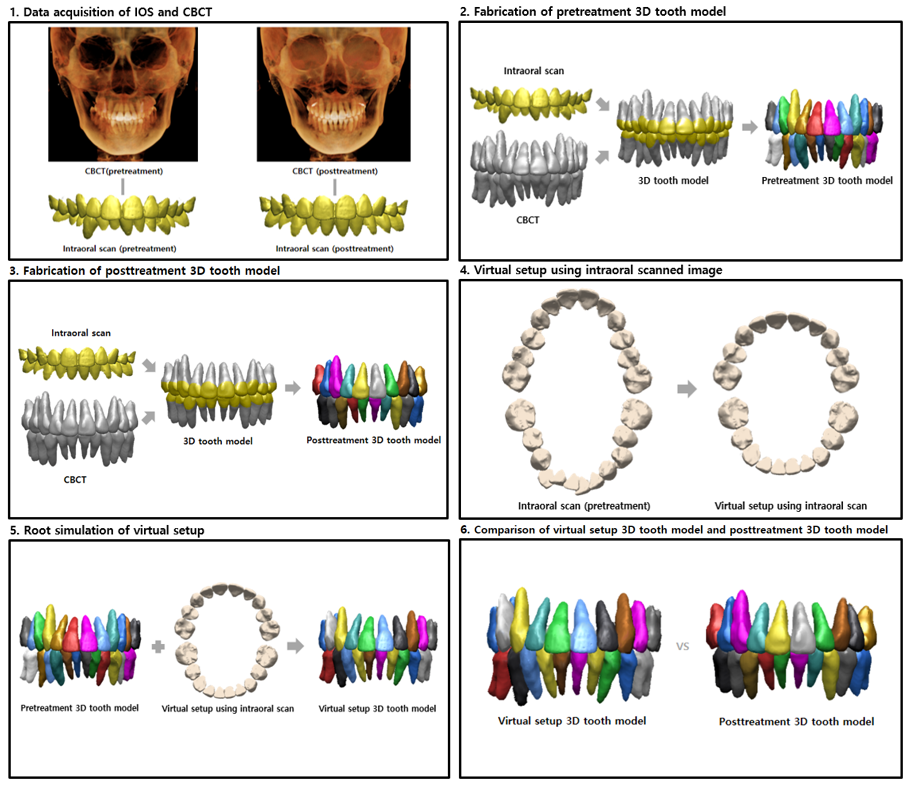 1. Data acquisition of IOS and CBCT
CBCT(pretreatment)
CBCT (posttreatment)
Intraoral scan (pretreatment)
Intraoral scan (posttreatment)
2. Fabrication of pretreatment 3D tooth model
Intraoral scan
CBCT
3D tooth model
Pretreatment 3D tooth model
3. Fabrication of posttreatment 3D tooth model
Intraoral scan
CBCT
3D tooth model
Posttreatment 3D tooth model
4. Virtual setup using intraoral scanned image
Intraoral scan (pretreatment)
Virtual setup using intraoral scan
5. Root simulation of virtual setup
Pretreatment 3D tooth model
Virtual setup using intraoral scan
Virtual setup 3D tooth model
6. Comparison of virtual setup 3D tooth model and posttreatment 3D tooth model
VS
Virtual setup 3D tooth model
Posttreatment 3D tooth model